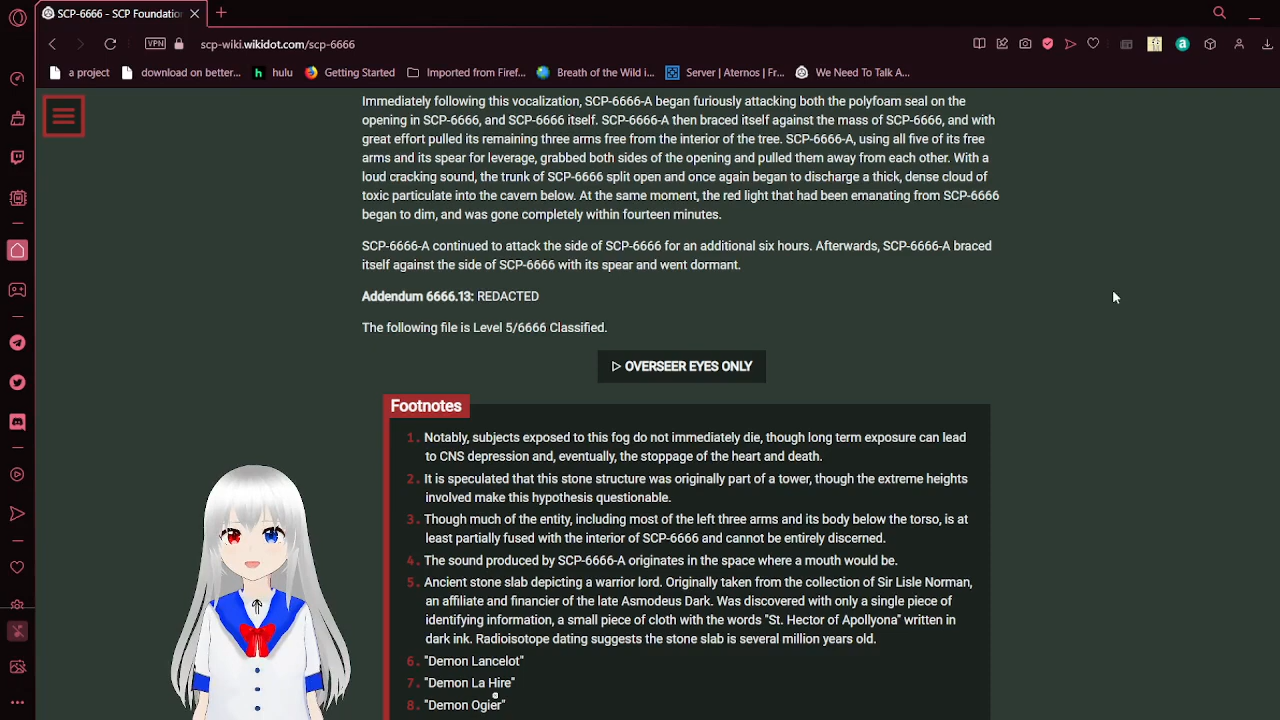 SCP-6666 - SCP Foundation
VPN
scp-wiki.wikidot.com/scp-6666
a project
download on better...
hulu
Getting Started
Imported from Firef...
Breath of the Wild i...
Server | Aternos | Fr...
We Need To Talk A...
Immediately following this vocalization, SCP-6666-A began furiously attacking both the polyfoam seal on the
opening in SCP-6666, and SCP-6666 itself. SCP-6666-A then braced itself against the mass of SCP-6666, and with
great effort pulled its remaining three arms free from the interior of the tree. SCP-6666-A, using all five of its free
arms and its spear for leverage, grabbed both sides of the opening and pulled them away from each other. With a
loud cracking sound, the trunk of SCP-6666 split open and once again began to discharge a thick, dense cloud of
toxic particulate into the cavern below. At the same moment, the red light that had been emanating from SCP-6666
began to dim, and was gone completely within fourteen minutes.
SCP-6666-A continued to attack the side of SCP-6666 for an additional six hours. Afterwards, SCP-6666-A braced
itself against the side of SCP-6666 with its spear and went dormant.
Addendum 6666.13: REDACTED
The following file is Level 5/6666 Classified.
▷ OVERSEER EYES ONLY
Footnotes
1. Notably, subjects exposed to this fog do not immediately die, though long term exposure can lead
to CNS depression and, eventually, the stoppage of the heart and death.
2. It is speculated that this stone structure was originally part of a tower, though the extreme heights
involved make this hypothesis questionable.
3. Though much of the entity, including most of the left three arms and its body below the torso, is at
least partially fused with the interior of SCP-6666 and cannot be entirely discerned.
4. The sound produced by SCP-6666-A originates in the space where a mouth would be.
5. Ancient stone slab depicting a warrior lord. Originally taken from the collection of Sir Lisle Norman,
an affiliate and financier of the late Asmodeus Dark. Was discovered with only a single piece of
identifying information, a small piece of cloth with the words "St. Hector of Apollyona" written in
dark ink. Radioisotope dating suggests the stone slab is several million years old.
6. "Demon Lancelot"
7. "Demon La Hire"
8. "Demon Ogier"